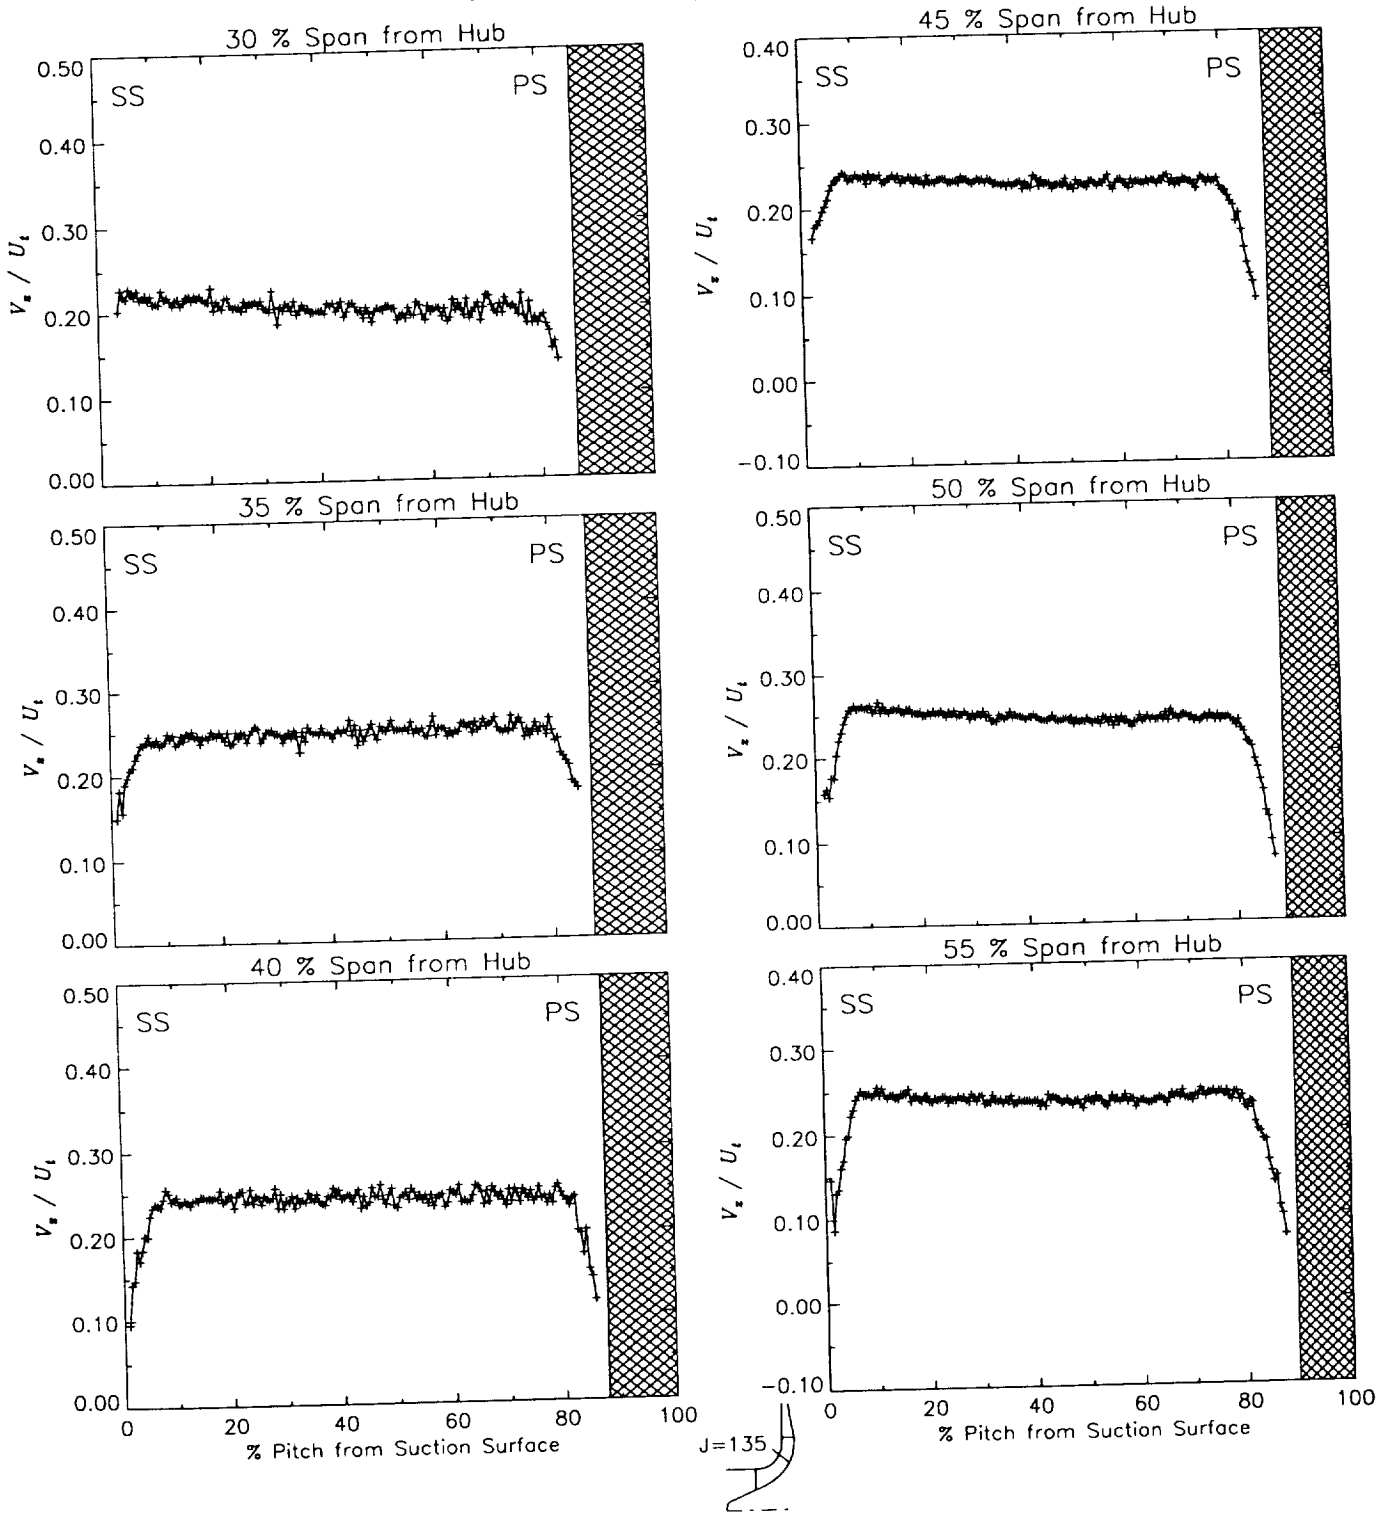 30 % Span from Hub
0.50
0.40
0.30
0.20
0.10
0.00
V_z / U_t
SS
PS
35 % Span from Hub
0.50
0.40
0.30
0.20
0.10
0.00
V_z / U_t
SS
PS
40 % Span from Hub
0.50
0.40
0.30
0.20
0.10
0.00
V_z / U_t
SS
PS
0 20 40 60 80 100
% Pitch from Suction Surface
45 % Span from Hub
0.40
0.30
0.20
0.10
0.00
−0.10
V_z / U_t
SS
PS
50 % Span from Hub
0.50
0.40
0.30
0.20
0.10
0.00
V_z / U_t
SS
PS
55 % Span from Hub
0.40
0.30
0.20
0.10
0.00
−0.10
V_z / U_t
SS
PS
0 20 40 60 80 100
% Pitch from Suction Surface
J=135